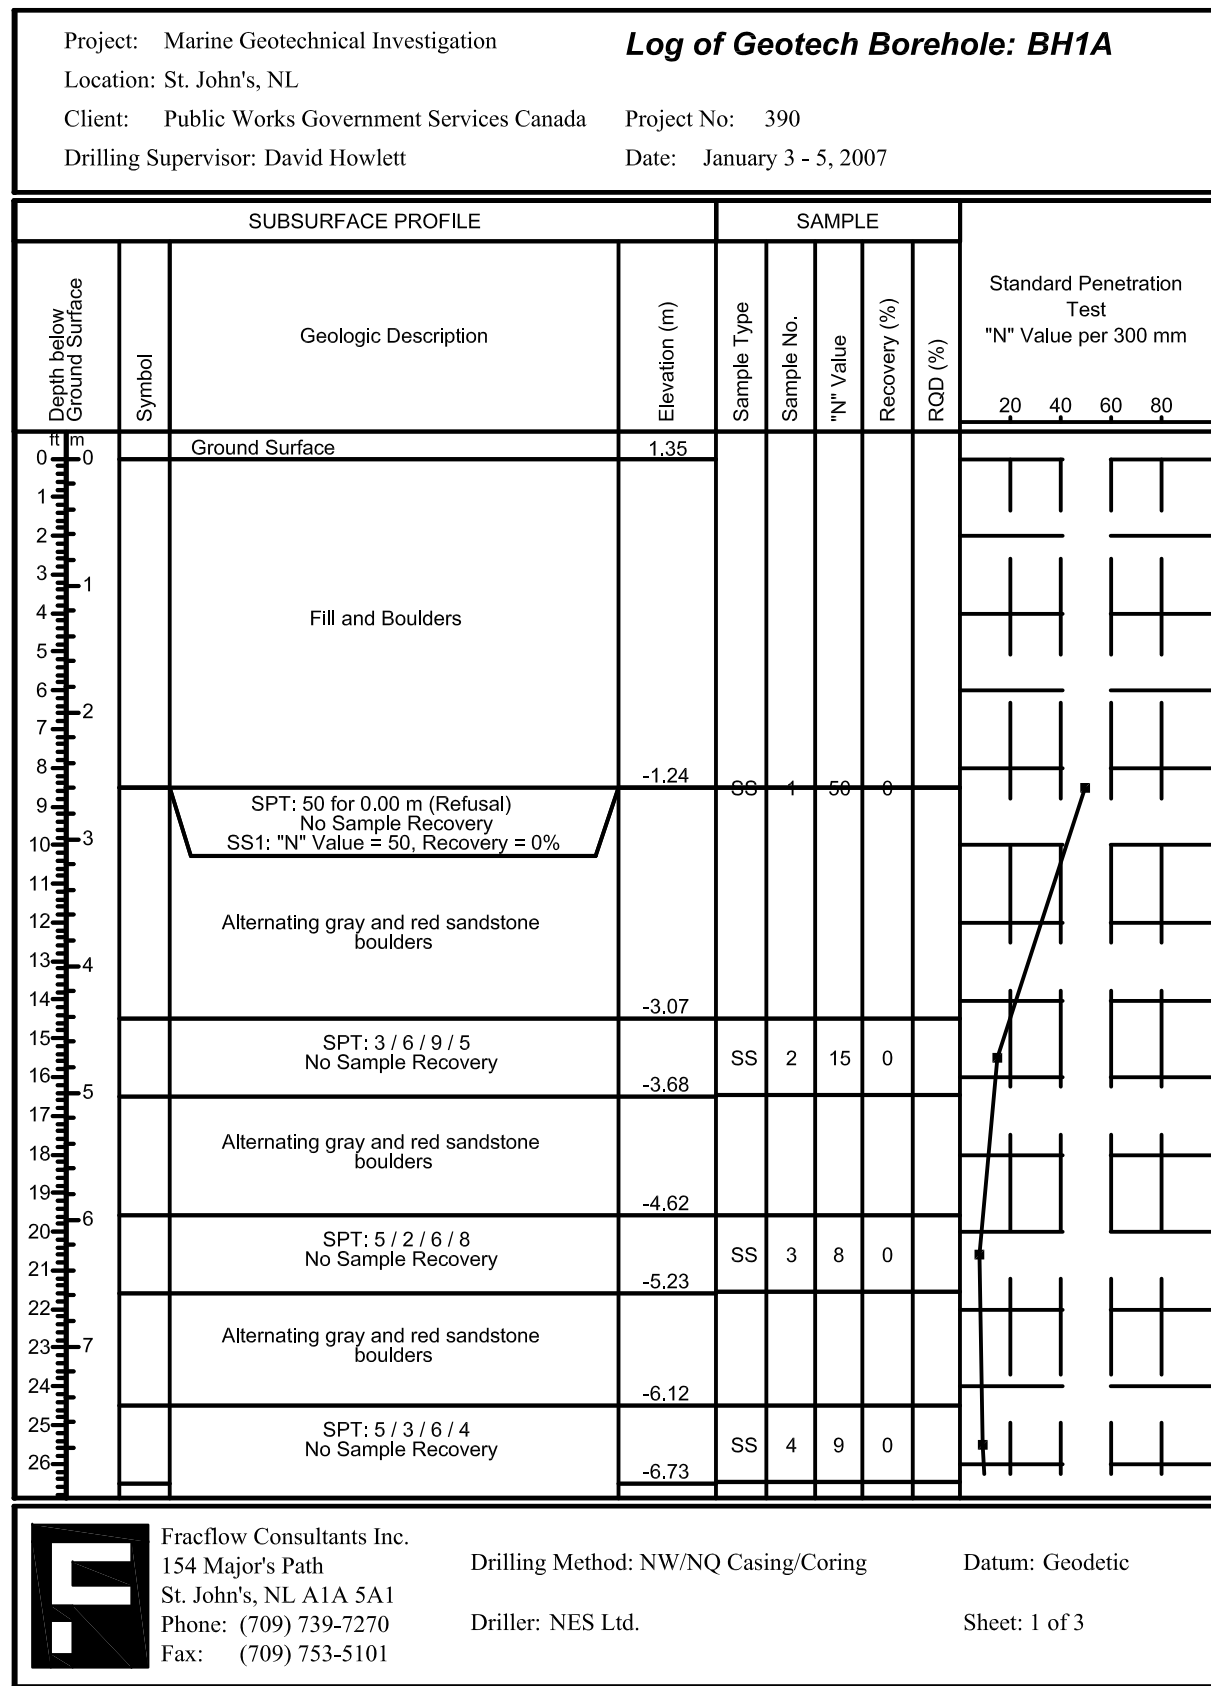 Project: Marine Geotechnical Investigation
Log of Geotech Borehole: BH1A
Location: St. John's, NL
Client: Public Works Government Services Canada
Project No: 390
Drilling Supervisor: David Howlett
Date: January 3 - 5, 2007
SUBSURFACE PROFILE
SAMPLE
Depth below
Ground Surface
Symbol
Geologic Description
Elevation (m)
Sample Type
Sample No.
"N" Value
Recovery (%)
RQD (%)
Standard Penetration
Test
"N" Value per 300 mm
20 40 60 80
ft m
0 0
Ground Surface 1.35
1
2
3
1
4
5
6
2
7
8
Fill and Boulders
-1.24
SS 1 50 0
9
SPT: 50 for 0.00 m (Refusal)
No Sample Recovery
SS1: "N" Value = 50, Recovery = 0%
10 3
11
12
13 4
14
Alternating gray and red sandstone
boulders
-3.07
15
SPT: 3 / 6 / 9 / 5
No Sample Recovery
SS 2 15 0
16
-3.68
5
17
18
19
Alternating gray and red sandstone
boulders
-4.62
6
20
SPT: 5 / 2 / 6 / 8
No Sample Recovery
SS 3 8 0
21
-5.23
22
23 7
24
Alternating gray and red sandstone
boulders
-6.12
25
SPT: 5 / 3 / 6 / 4
No Sample Recovery
SS 4 9 0
26
-6.73
Fracflow Consultants Inc.
154 Major's Path
St. John's, NL A1A 5A1
Phone: (709) 739-7270
Fax: (709) 753-5101
Drilling Method: NW/NQ Casing/Coring
Driller: NES Ltd.
Datum: Geodetic
Sheet: 1 of 3